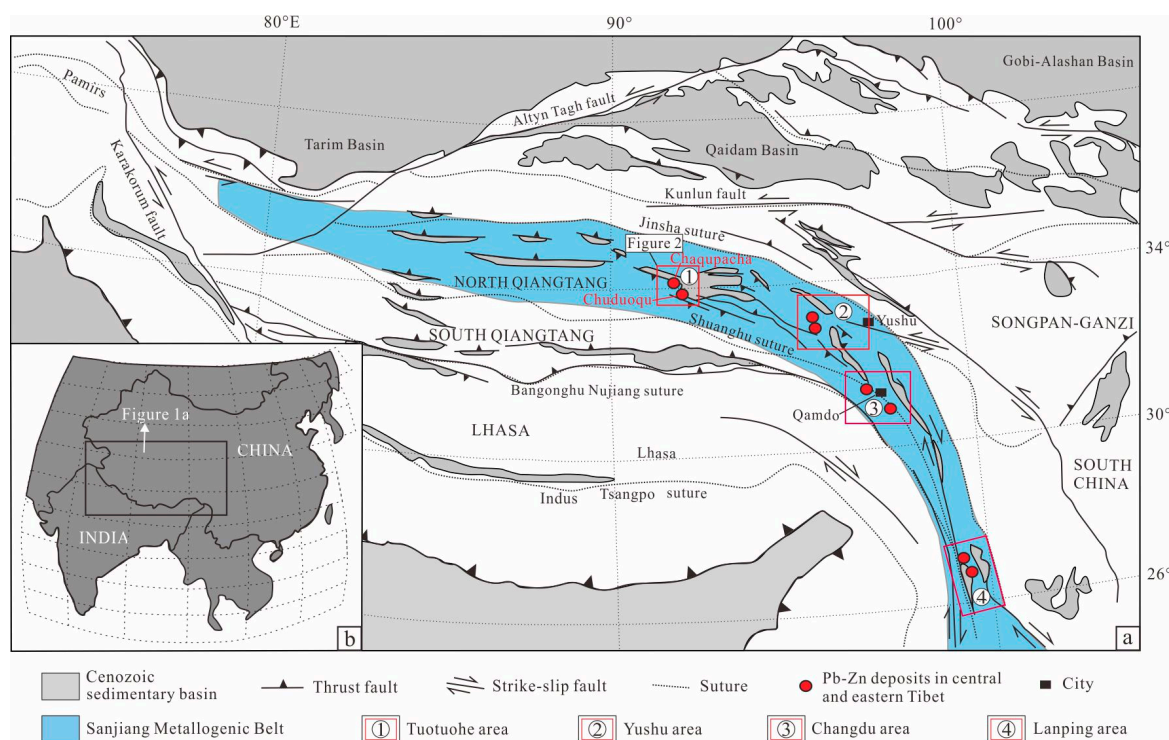 80°E
90°
100°
Pamirs
Gobi-Alashan Basin
Altyn Tagh fault
Tarim Basin
Qaidam Basin
Karakorum fault
Kunlun fault
Jinsha suture
34°
Figure 2
Chaqupacha
①
NORTH QIANGTANG
Chuduoqu
②
Yushu
SONGPAN-GANZI
Shuanghu suture
SOUTH QIANGTANG
Bangonghu Nujiang suture
Qamdo
③
30°
Figure 1a
CHINA
LHASA
Lhasa
SOUTH
CHINA
Indus Tsangpo suture
INDIA
26°
④
b
a
Cenozoic
sedimentary basin
Thrust fault
Strike-slip fault
Suture
Pb-Zn deposits in central
and eastern Tibet
City
Sanjiang Metallogenic Belt
① Tuotuohe area
② Yushu area
③ Changdu area
④ Lanping area